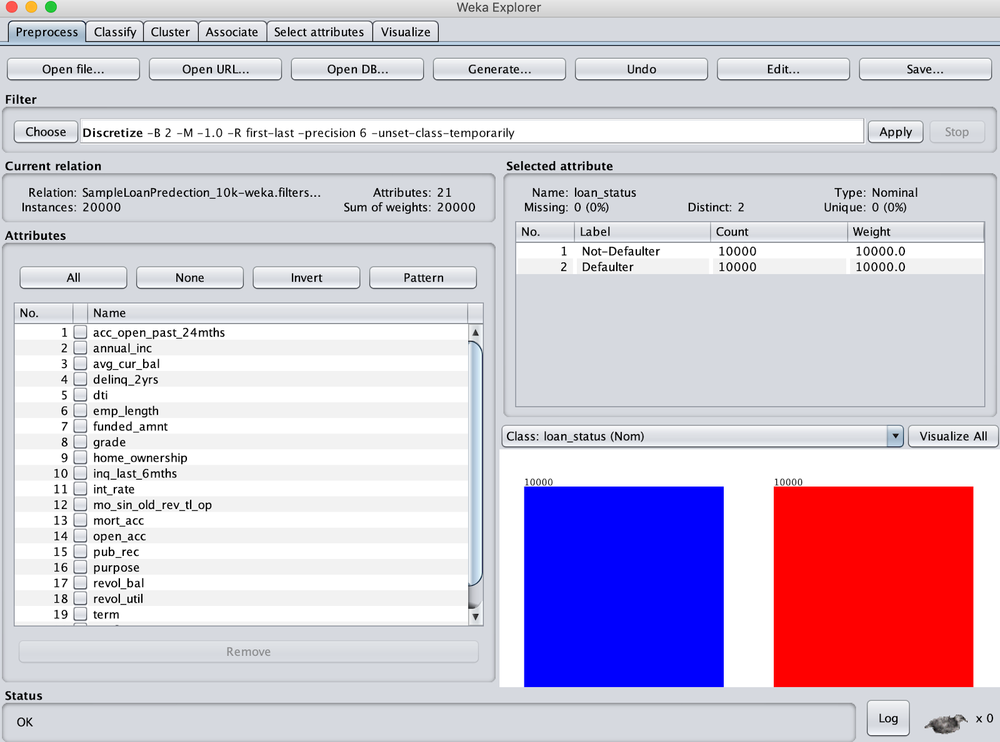 Weka Explorer
Preprocess Classify Cluster Associate Select attributes Visualize
Open file... Open URL... Open DB... Generate... Undo Edit... Save...
Filter
Choose Discretize -B 2 -M -1.0 -R first-last -precision 6 -unset-class-temporarily Apply Stop
Current relation
Relation: SampleLoanPredection_10k-weka.filters... Attributes: 21
Instances: 20000 Sum of weights: 20000
Attributes
All None Invert Pattern
No. Name
1 acc_open_past_24mths
2 annual_inc
3 avg_cur_bal
4 delinq_2yrs
5 dti
6 emp_length
7 funded_amnt
8 grade
9 home_ownership
10 inq_last_6mths
11 int_rate
12 mo_sin_old_rev_tl_op
13 mort_acc
14 open_acc
15 pub_rec
16 purpose
17 revol_bal
18 revol_util
19 term
Remove
Selected attribute
Name: loan_status Type: Nominal
Missing: 0 (0%) Distinct: 2 Unique: 0 (0%)
No. Label Count Weight
1 Not-Defaulter 10000 10000.0
2 Defaulter 10000 10000.0
Class: loan_status (Nom) Visualize All
10000 10000
Status
OK
Log x 0